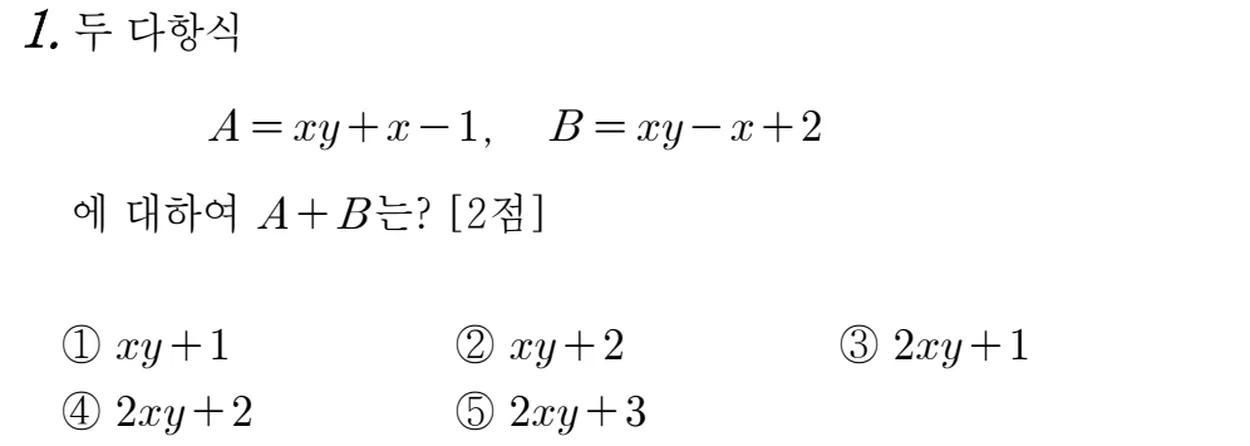 1. 두 다항식
A = xy + x − 1, B = xy − x + 2
에 대하여 A + B는? [2점]
① xy + 1 ② xy + 2 ③ 2xy + 1
④ 2xy + 2 ⑤ 2xy + 3